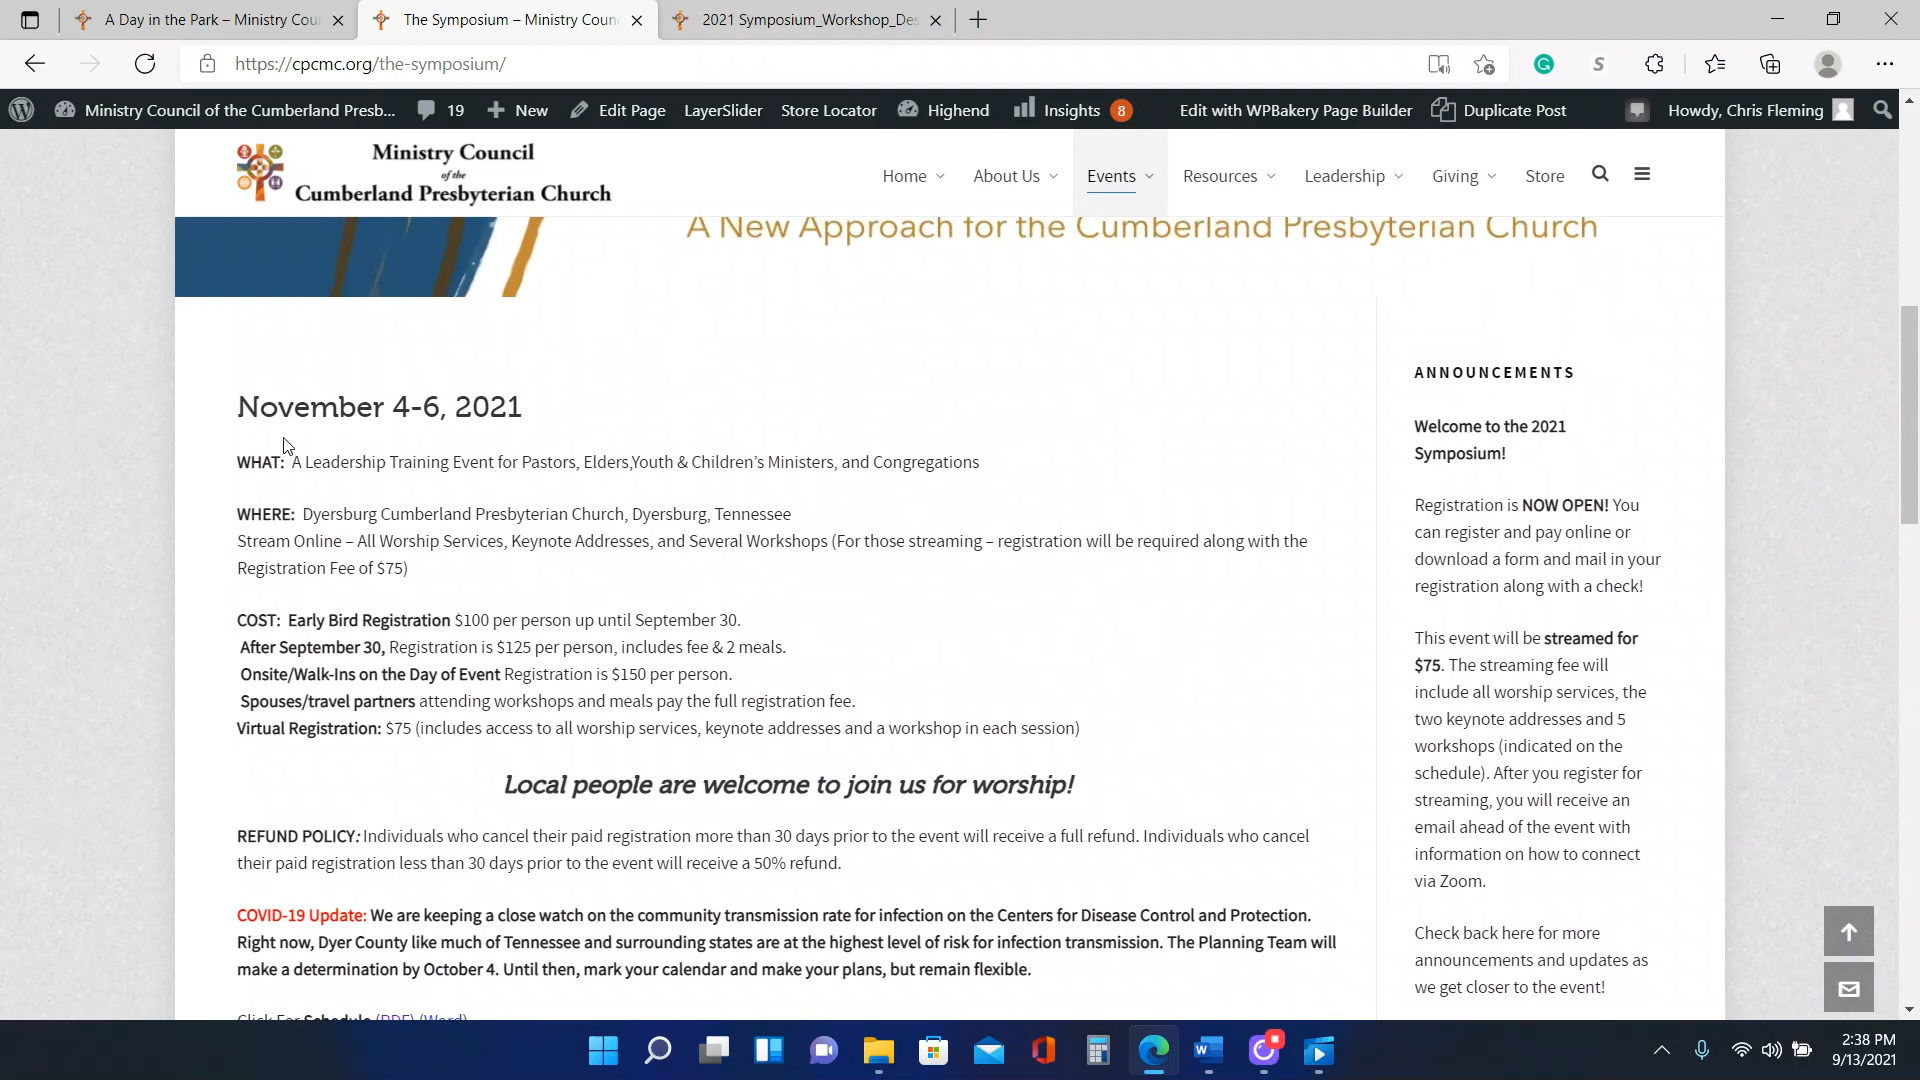 A Day in the Park – Ministry Cou
The Symposium – Ministry Coun
2021 Symposium_Workshop_Des
https://cpcmc.org/the-symposium/
Ministry Council of the Cumberland Presb... 19 New Edit Page LayerSlider Store Locator Highend Insights 8 Edit with WPBakery Page Builder Duplicate Post Howdy, Chris Fleming
Ministry Council
of the
Cumberland Presbyterian Church
Home About Us Events Resources Leadership Giving Store
A New Approach for the Cumberland Presbyterian Church
November 4-6, 2021
WHAT: A Leadership Training Event for Pastors, Elders,Youth & Children's Ministers, and Congregations
WHERE: Dyersburg Cumberland Presbyterian Church, Dyersburg, Tennessee
Stream Online – All Worship Services, Keynote Addresses, and Several Workshops (For those streaming – registration will be required along with the
Registration Fee of $75)
COST: Early Bird Registration $100 per person up until September 30.
After September 30, Registration is $125 per person, includes fee & 2 meals.
Onsite/Walk-Ins on the Day of Event Registration is $150 per person.
Spouses/travel partners attending workshops and meals pay the full registration fee.
Virtual Registration: $75 (includes access to all worship services, keynote addresses and a workshop in each session)
Local people are welcome to join us for worship!
REFUND POLICY: Individuals who cancel their paid registration more than 30 days prior to the event will receive a full refund. Individuals who cancel
their paid registration less than 30 days prior to the event will receive a 50% refund.
COVID-19 Update: We are keeping a close watch on the community transmission rate for infection on the Centers for Disease Control and Protection.
Right now, Dyer County like much of Tennessee and surrounding states are at the highest level of risk for infection transmission. The Planning Team will
make a determination by October 4. Until then, mark your calendar and make your plans, but remain flexible.
Click For Schedule (PDF) (Word)
ANNOUNCEMENTS
Welcome to the 2021
Symposium!
Registration is NOW OPEN! You
can register and pay online or
download a form and mail in your
registration along with a check!
This event will be streamed for
$75. The streaming fee will
include all worship services, the
two keynote addresses and 5
workshops (indicated on the
schedule). After you register for
streaming, you will receive an
email ahead of the event with
information on how to connect
via Zoom.
Check back here for more
announcements and updates as
we get closer to the event!
2:38 PM
9/13/2021